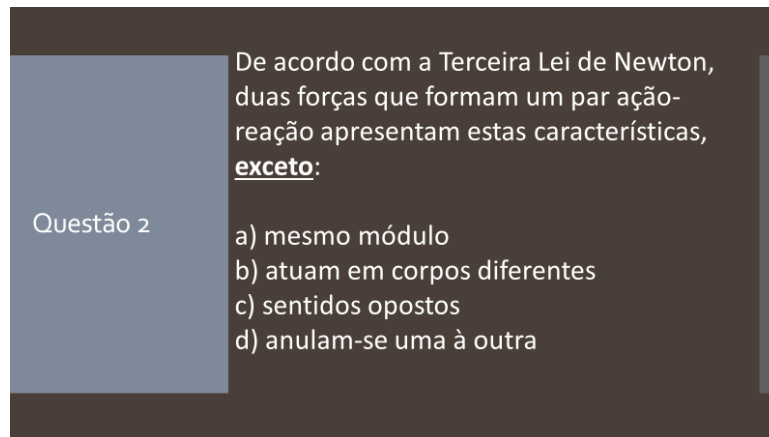 Questão 2
De acordo com a Terceira Lei de Newton,
duas forças que formam um par ação-
reação apresentam estas características,
exceto:
a) mesmo módulo
b) atuam em corpos diferentes
c) sentidos opostos
d) anulam-se uma à outra